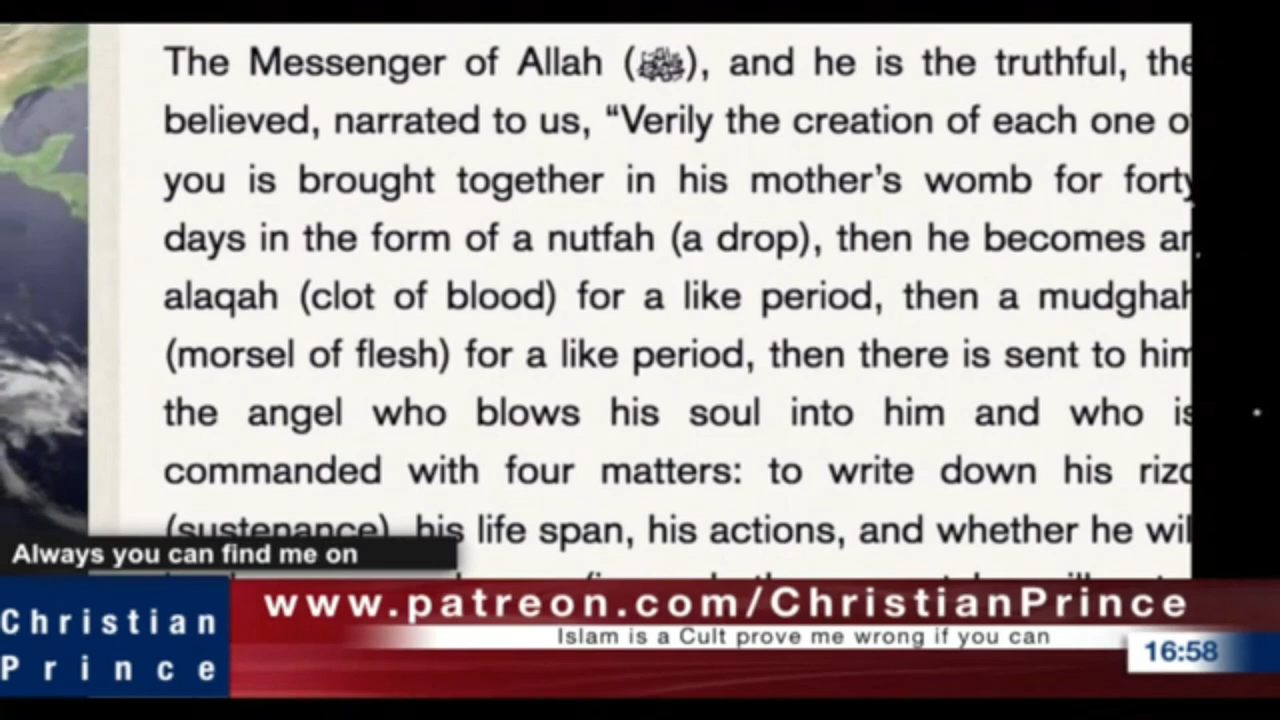 The Messenger of Allah (ﷺ), and he is the truthful, the
believed, narrated to us, “Verily the creation of each one o
you is brought together in his mother’s womb for forty
days in the form of a nutfah (a drop), then he becomes an
alaqah (clot of blood) for a like period, then a mudghah
(morsel of flesh) for a like period, then there is sent to him
the angel who blows his soul into him and who is
commanded with four matters: to write down his riz
(sustenance), his life span, his actions, and whether he wil
Always you can find me on
www.patreon.com/ChristianPrince
Islam is a Cult prove me wrong if you can
Christian
Prince
16:58